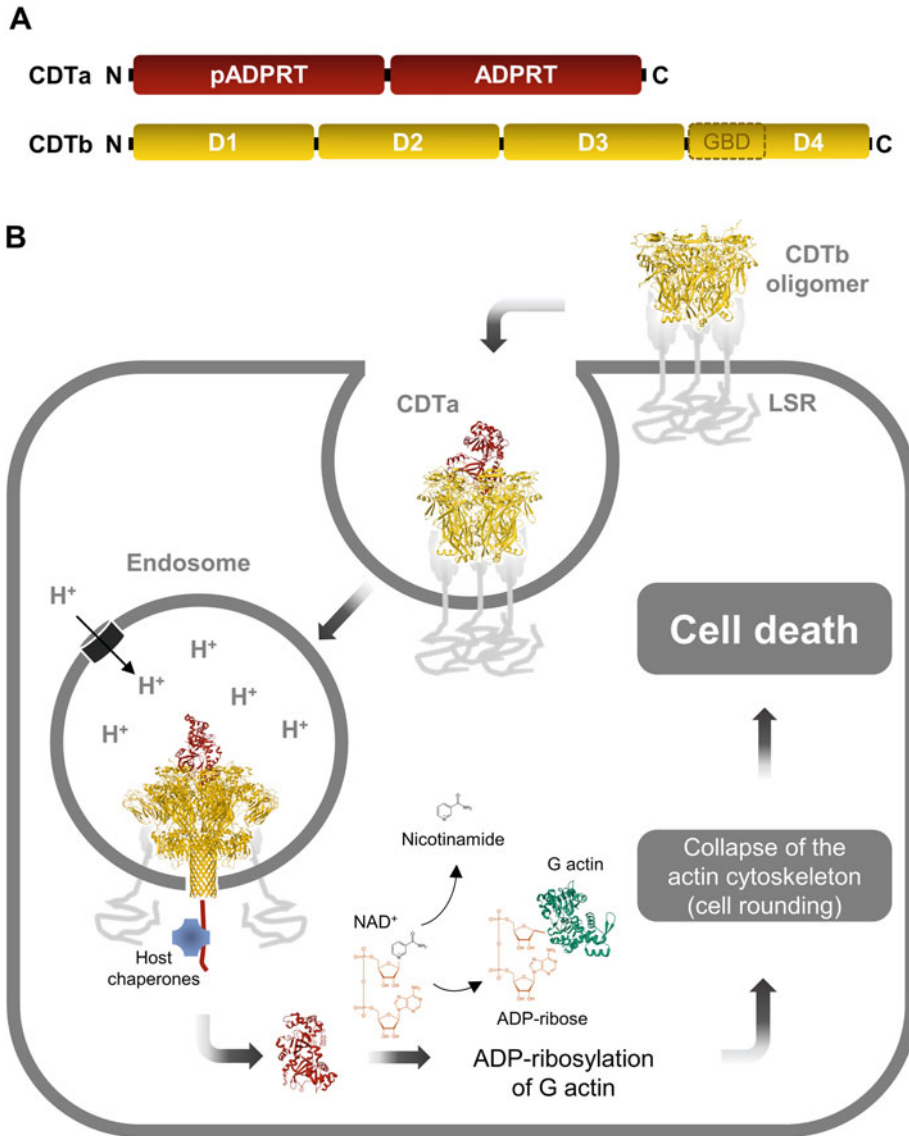 A
CDTa N pADPRT ADPRT C
CDTb N D1 D2 D3 GBD D4 C
B
CDTb
oligomer
CDTa
LSR
Endosome
H+
H+
H+
H+
H+
H+
Cell death
Nicotinamide
G actin
NAD+
Collapse of the
actin cytoskeleton
(cell rounding)
Host
chaperones
ADP-ribose
ADP-ribosylation
of G actin